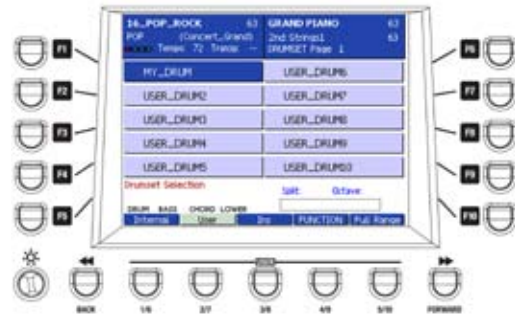 16_POP_ROCK 63 GRAND PIANO 63
POP (Concert_Grand) 2nd Strings1 63
Tempo: 72 Transp: -- DRUMSET Page 1
F1 F6
MY_DRUM USER_DRUM6
F2 USER_DRUM2 USER_DRUM7 F7
F3 USER_DRUM3 USER_DRUM8 F8
USER_DRUM4 USER_DRUM9
F4 USER_DRUM5 USER_DRUM10 F9
Drumset Selection Split: Octave:
F5 F10
DRUM BASS CHORD LOWER
Internal User Ins FUNCTION Full Range
BACK 1/6 2/7 3/8 4/9 5/10 FORWARD